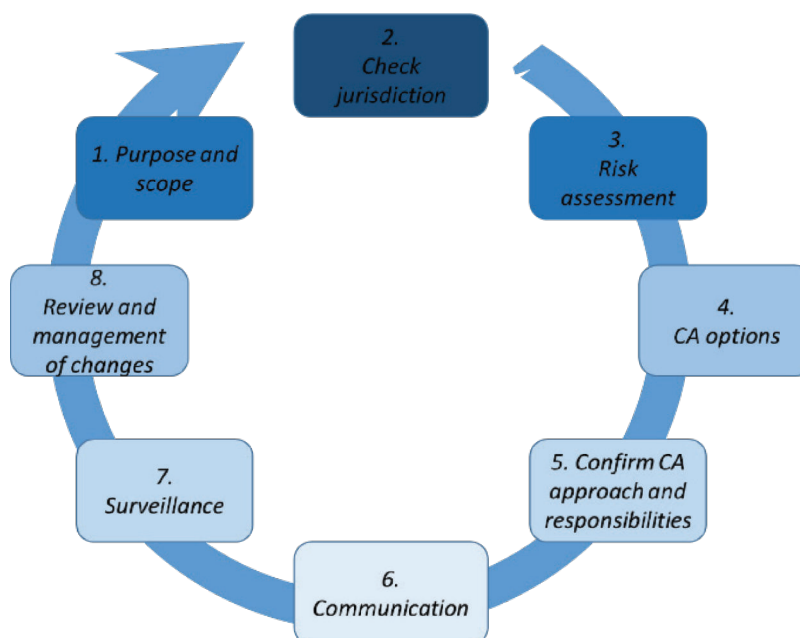 2.
Check
jurisdiction
1. Purpose and
scope
3.
Risk
assessment
8.
Review and
management
of changes
4.
CA options
7.
Surveillance
5. Confirm CA
approach and
responsibilities
6.
Communication